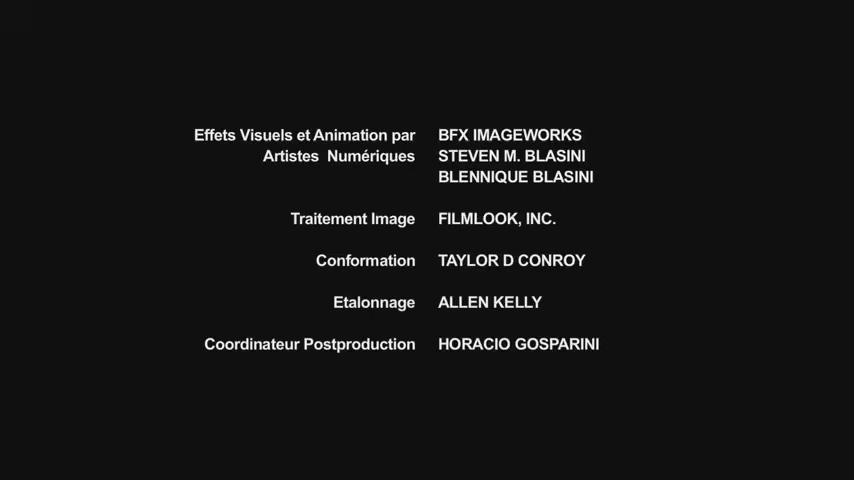 Effets Visuels et Animation par BFX IMAGEWORKS
Artistes Numériques STEVEN M. BLASINI
BLENNIQUE BLASINI
Traitement Image FILMLOOK, INC.
Conformation TAYLOR D CONROY
Etalonnage ALLEN KELLY
Coordinateur Postproduction HORACIO GOSPARINI